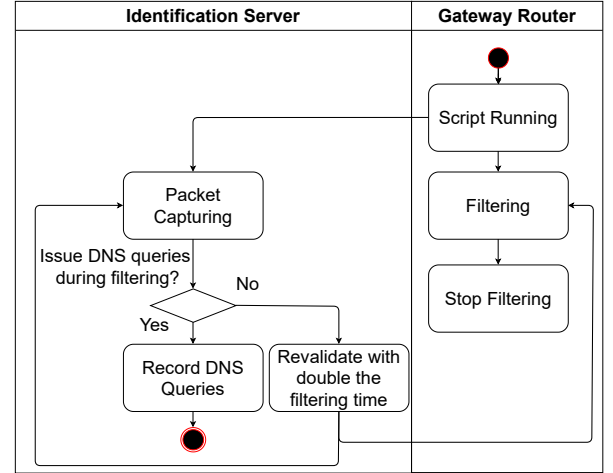 Identification Server
Gateway Router
Script Running
Packet
Capturing
Filtering
Issue DNS queries
during filtering?
No
Stop Filtering
Yes
Record DNS
Queries
Revalidate with
double the
filtering time